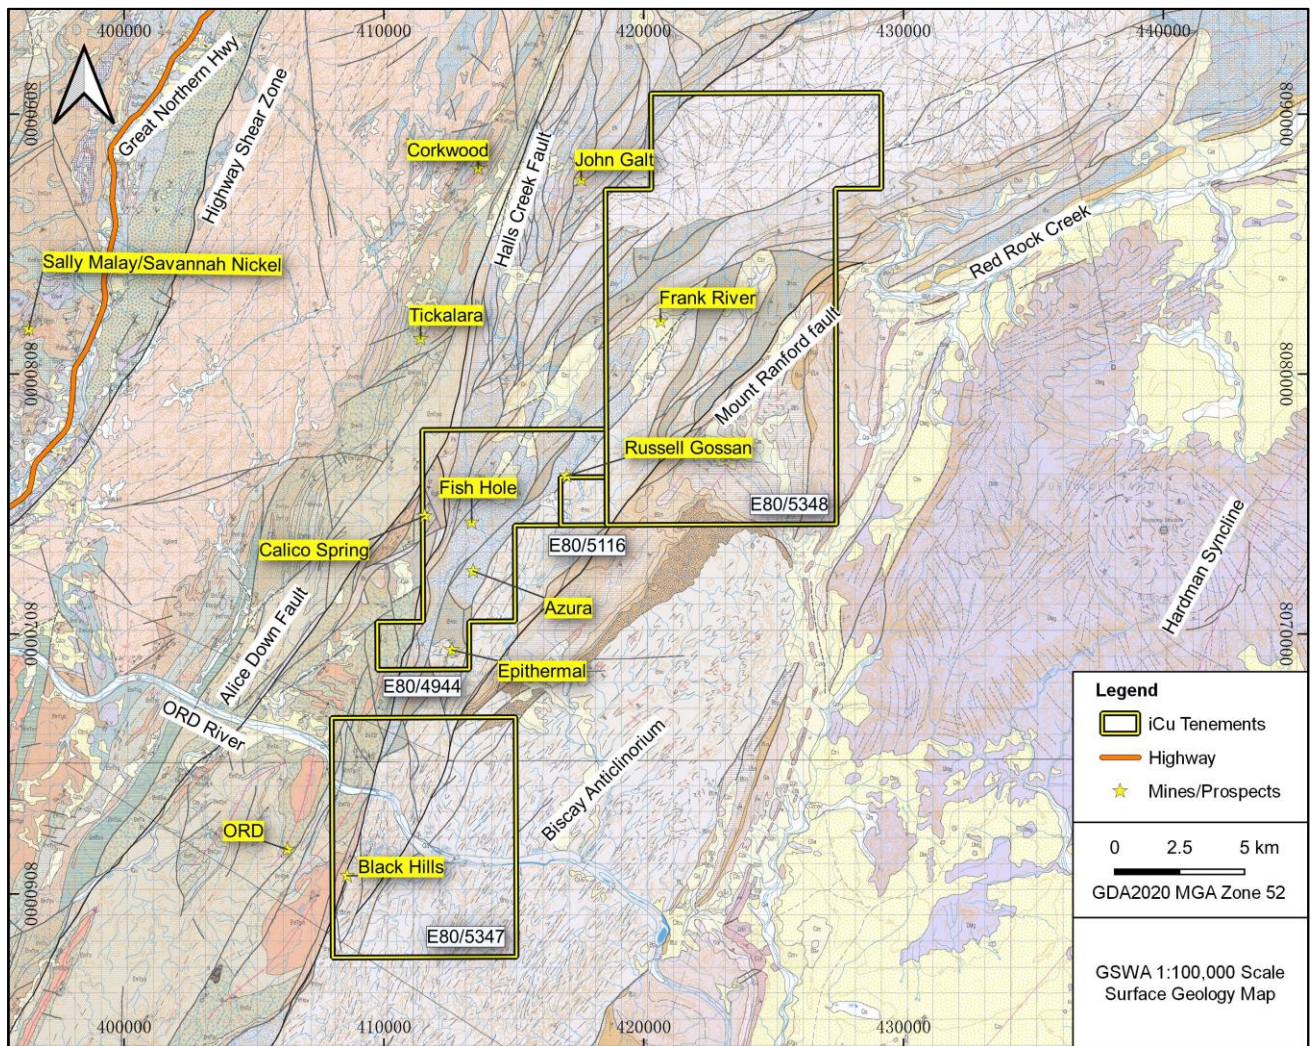 400000
410000
420000
430000
440000
Great Northern Hwy
Highway Shear Zone
8090000
8090000
Corkwood
John Galt
Halls Creek Fault
Sally Malay/Savannah Nickel
Red Rock Creek
Frank River
Tickalara
Mount Ranford fault
8080000
8080000
Russell Gossan
Fish Hole
E80/5348
Calico Spring
E80/5116
Hardman Syncline
Azura
Alice Down Fault
8070000
8070000
Epithermal
E80/4944
ORD River
Biscay Anticlinorium
ORD
Black Hills
8060000
E80/5347
400000
410000
420000
430000
Legend
iCu Tenements
Highway
Mines/Prospects
0 2.5 5 km
GDA2020 MGA Zone 52
GSWA 1:100,000 Scale
Surface Geology Map